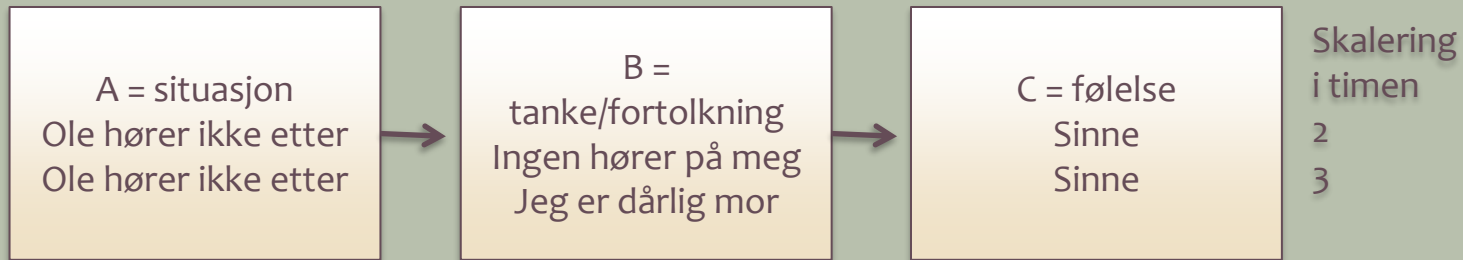 A = situasjon
Ole hører ikke etter
Ole hører ikke etter
B =
tanke/fortolkning
Ingen hører på meg
Jeg er dårlig mor
C = følelse
Sinne
Sinne
Skalering
i timen
2
3